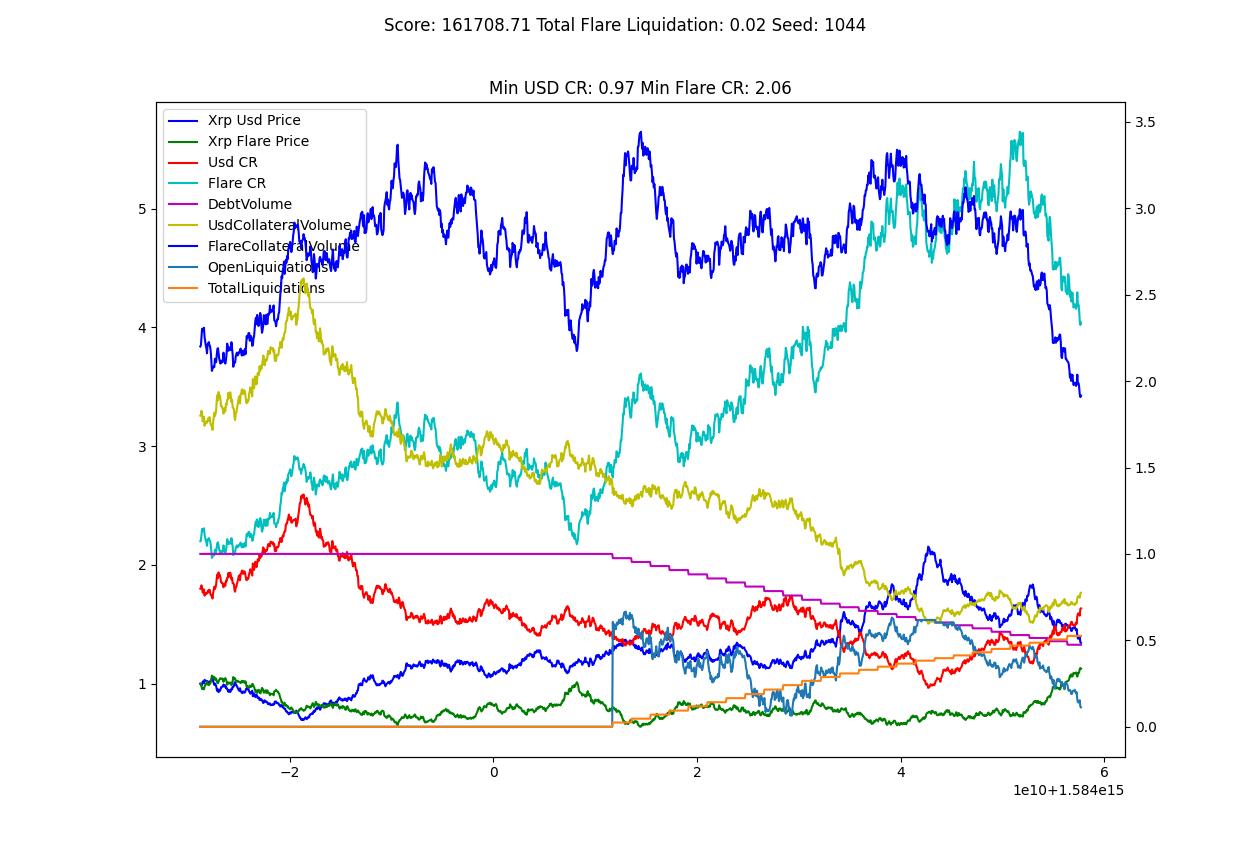 Score: 161708.71 Total Flare Liquidation: 0.02 Seed: 1044
Min USD CR: 0.97 Min Flare CR: 2.06
Xrp Usd Price
Xrp Flare Price
Usd CR
Flare CR
DebtVolume
UsdCollateralVolume
FlareCollateralVolume
OpenLiquidations
TotalLiquidations
5
4
3
2
1
3.5
3.0
2.5
2.0
1.5
1.0
0.5
0.0
−2
0
2
4
6
1e10+1.584e15